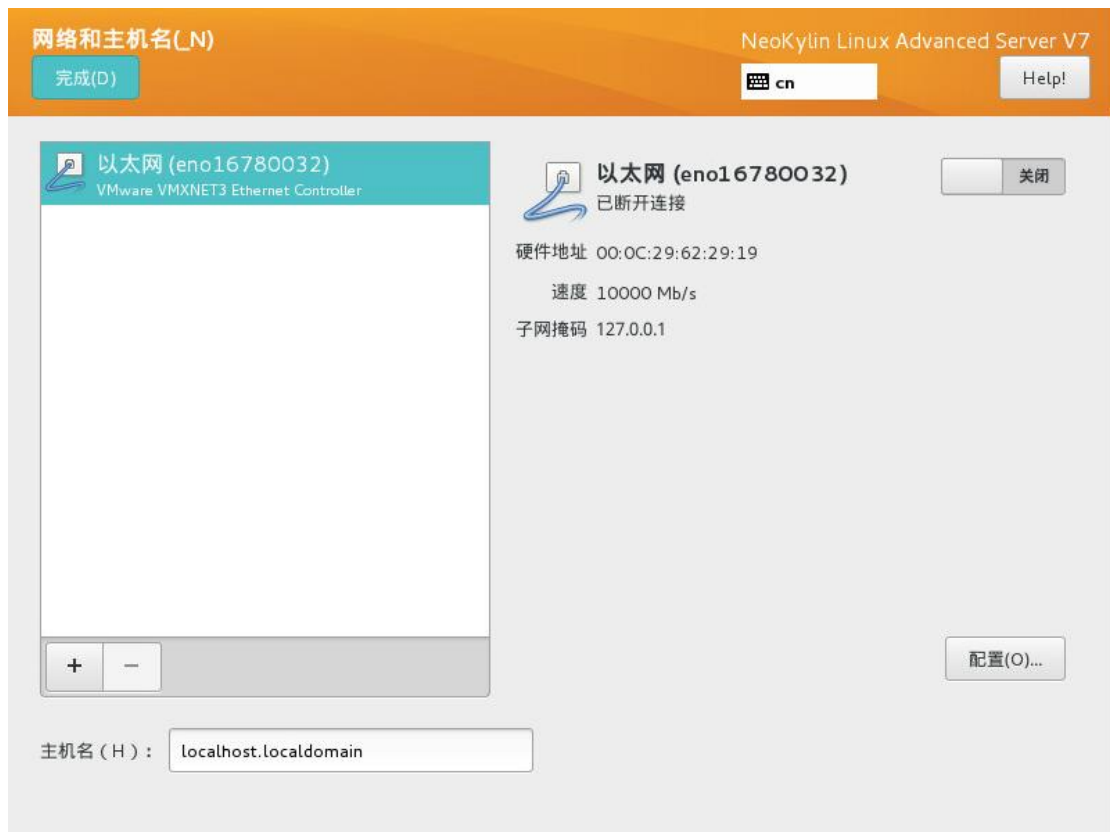 网络和主机名(_N)
NeoKylin Linux Advanced Server V7
完成(D)
cn
Help!
以太网 (eno16780032)
VMware VMXNET3 Ethernet Controller
以太网 (eno16780032)
已断开连接
关闭
硬件地址 00:0C:29:62:29:19
速度 10000 Mb/s
子网掩码 127.0.0.1
+ −
配置(O)...
主机名(H): localhost.localdomain